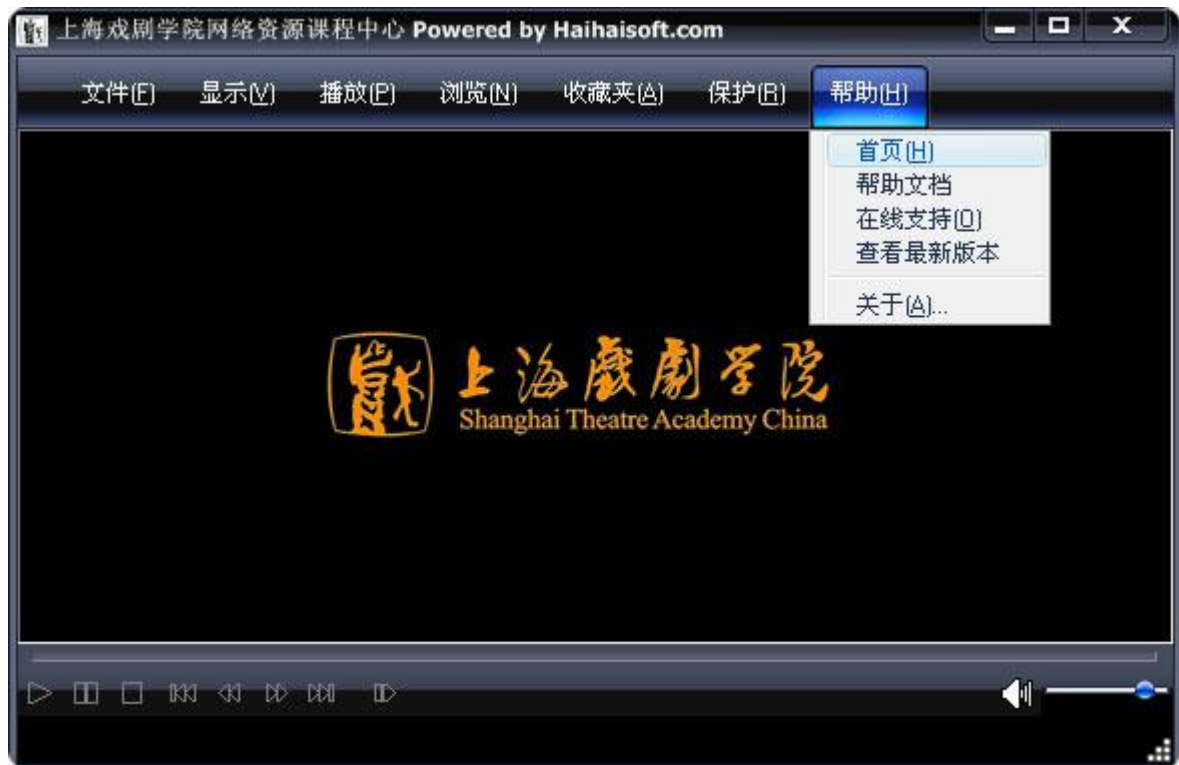 上海戏剧学院网络资源课程中心 Powered by Haihaisoft.com
文件(F) 显示(V) 播放(P) 浏览(N) 收藏夹(A) 保护(R) 帮助(H)
首页(H)
帮助文档
在线支持(O)
查看最新版本
关于(A)...
上海戲劇学院
Shanghai Theatre Academy China